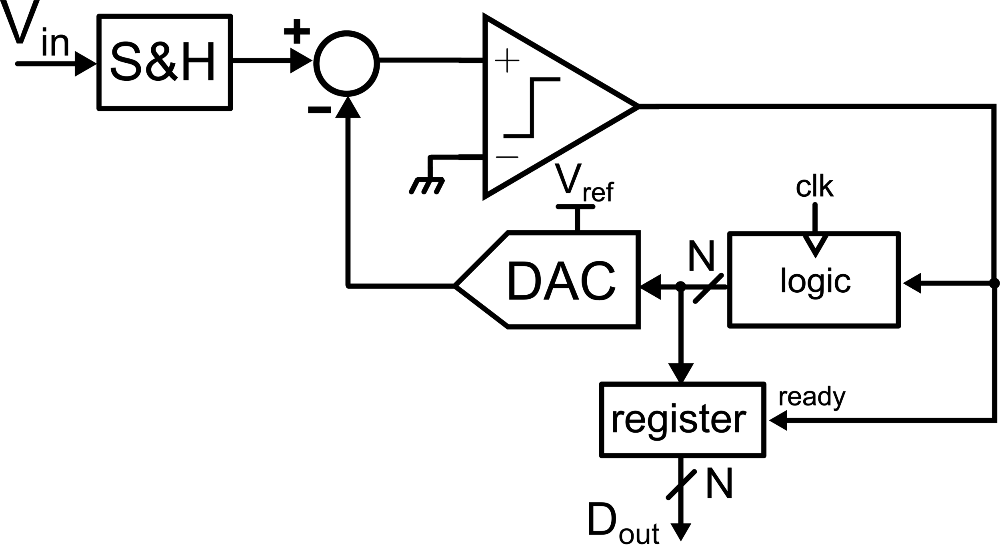 Vin
S&H
+
-
+
-
Vref
clk
DAC
N
logic
register
ready
N
Dout